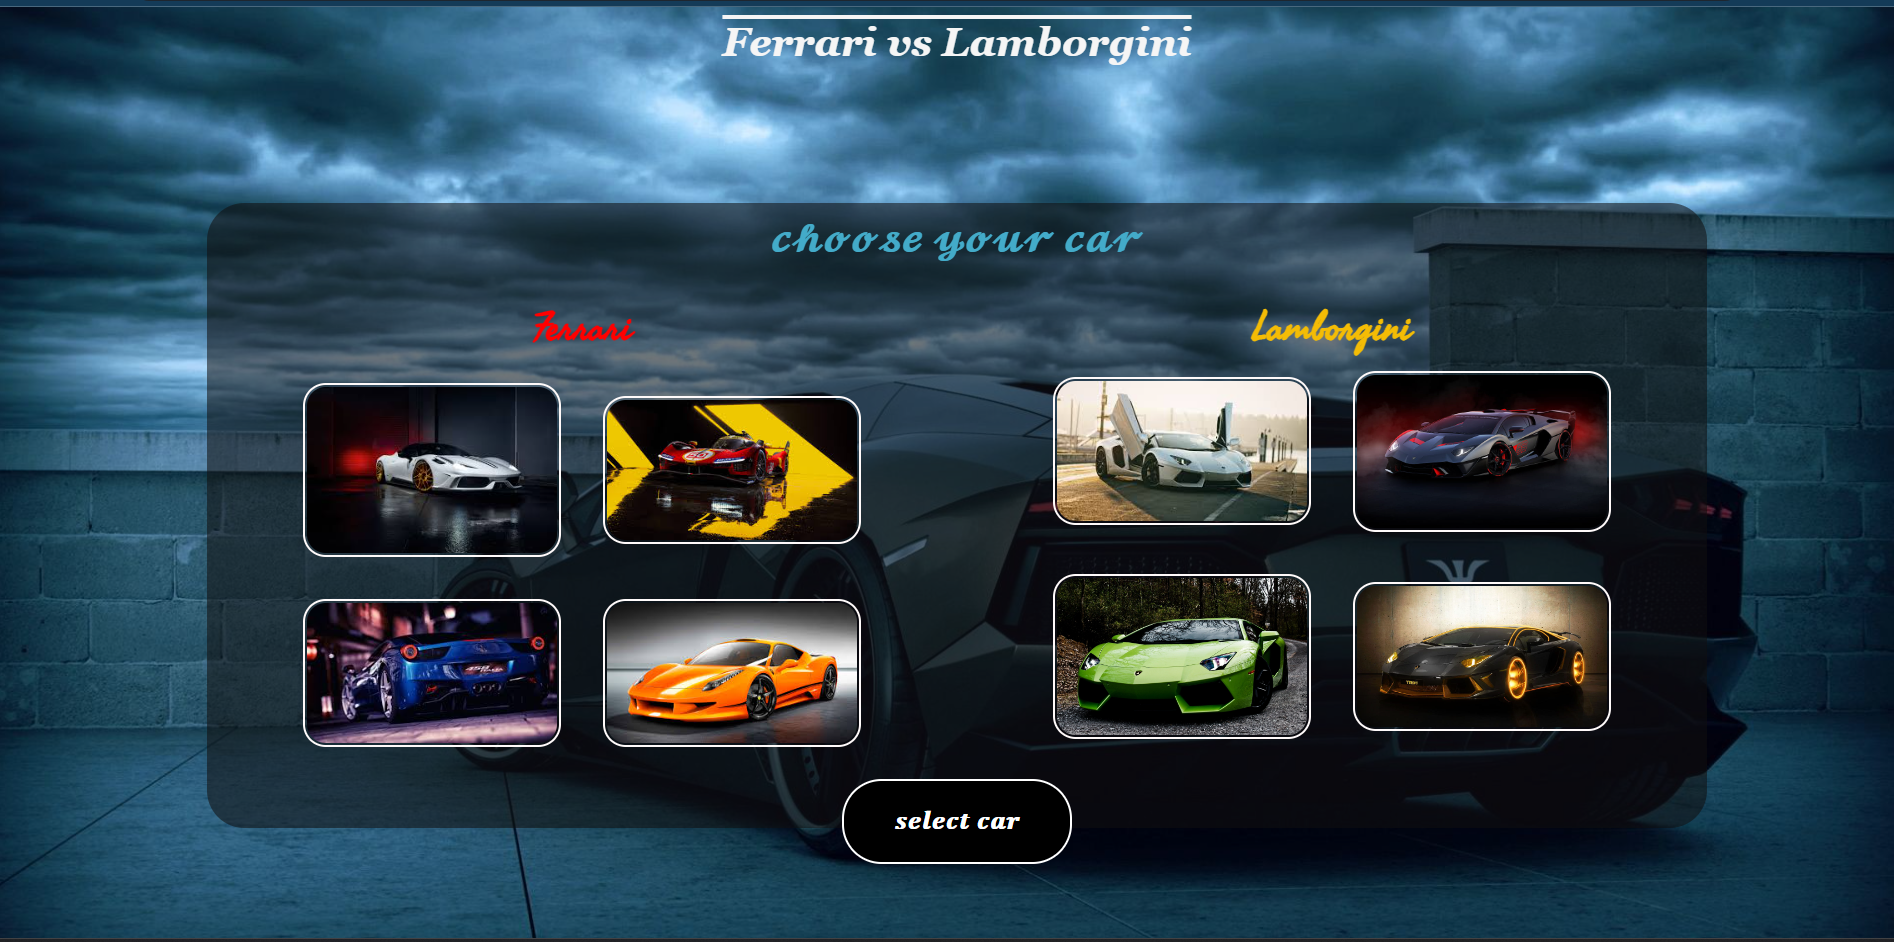 Ferrari vs Lamborgini
choose your car
Ferrari
Lamborgini
select car